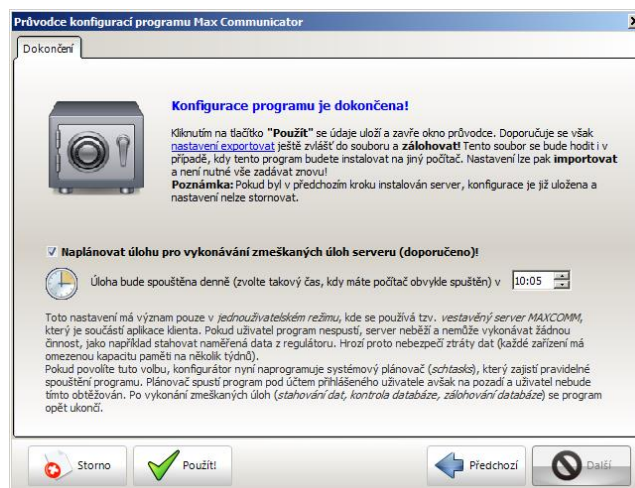 Průvodce konfigurací programu Max Communicator
Dokončení
Konfigurace programu je dokončena!
Kliknutím na tlačítko "Použít" se údaje uloží a zavře okno průvodce. Doporučuje se však
nastavení exportovat ještě zvlášť do souboru a zálohovat! Tento soubor se bude hodit i v
případě, kdy tento program budete instalovat na jiný počítač. Nastavení lze pak importovat
a není nutné vše zadávat znovu!
Poznámka: Pokud byl v předchozím kroku instalován server, konfigurace je již uložena a
nastavení nelze stornovat.
Naplánovat úlohu pro vykonávání zmeškaných úloh serveru (doporučeno)!
Úloha bude spouštěna denně (zvolte takový čas, kdy máte počítač obvykle spuštěn) v 10:05
Toto nastavení má význam pouze v jednouživatelském režimu, kde se používá tzv. vestavěný server MAXCOMM,
který je součástí aplikace klienta. Pokud uživatel program nespustí, server neběží a nemůže vykonávat žádnou
činnost, jako například stahovat naměřená data z regulátoru. Hrozí proto nebezpečí ztráty dat (každé zařízení má
omezenou kapacitu paměti na několik týdnů).
Pokud povolíte tuto volbu, konfigurátor nyní naprogramuje systémový plánovač (schtasks), který zajistí pravidelné
spouštění programu. Plánovač spustí program pod účtem přihlášeného uživatele avšak na pozadí a uživatel nebude
tímto obtěžován. Po vykonání zmeškaných úloh (stahování dat, kontrola databáze, zálohování databáze) se program
opět ukončí.
Storno
Použít!
Předchozí
Další